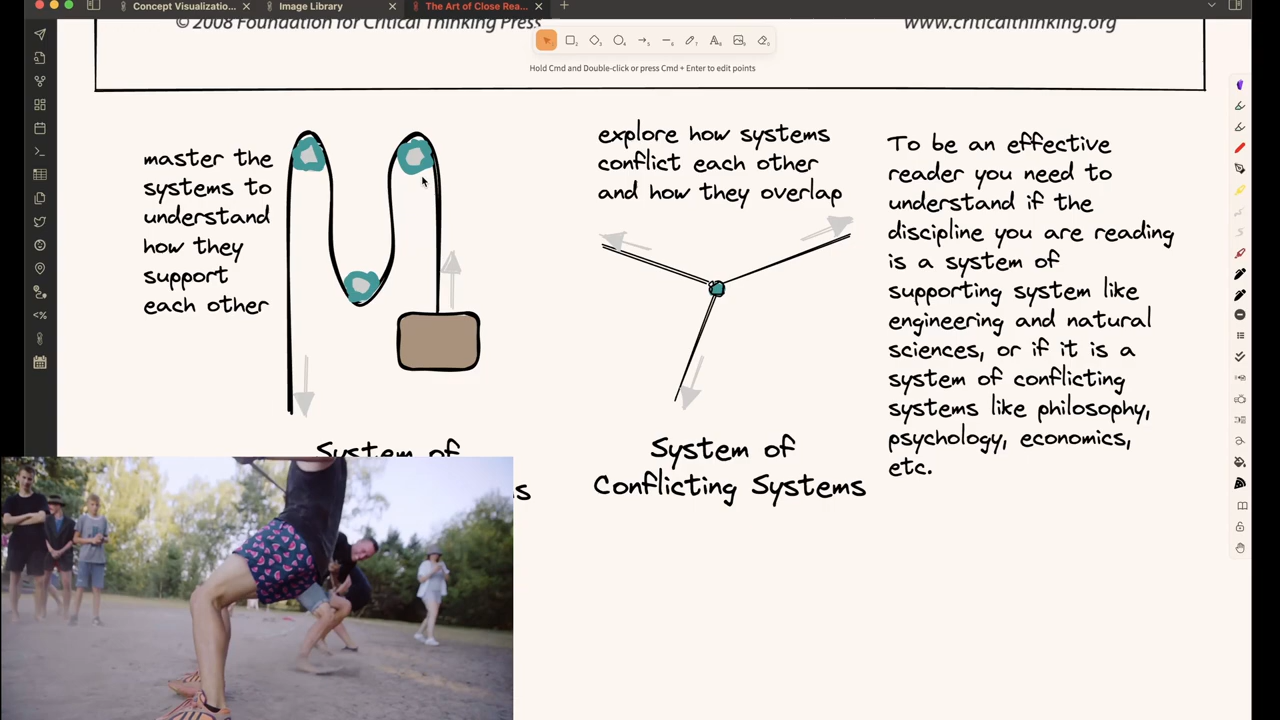 Concept Visualizatio...
Image Library
The Art of Close Rea...
© 2008 Foundation for Critical Thinking Press
www.criticalthinking.org
Hold Cmd and Double-click or press Cmd + Enter to edit points
master the
systems to
understand
how they
support
each other
System of
s
explore how systems
conflict each other
and how they overlap
System of
Conflicting Systems
To be an effective
reader you need to
understand if the
discipline you are reading
is a system of
supporting system like
engineering and natural
sciences, or if it is a
system of conflicting
systems like philosophy,
psychology, economics,
etc.